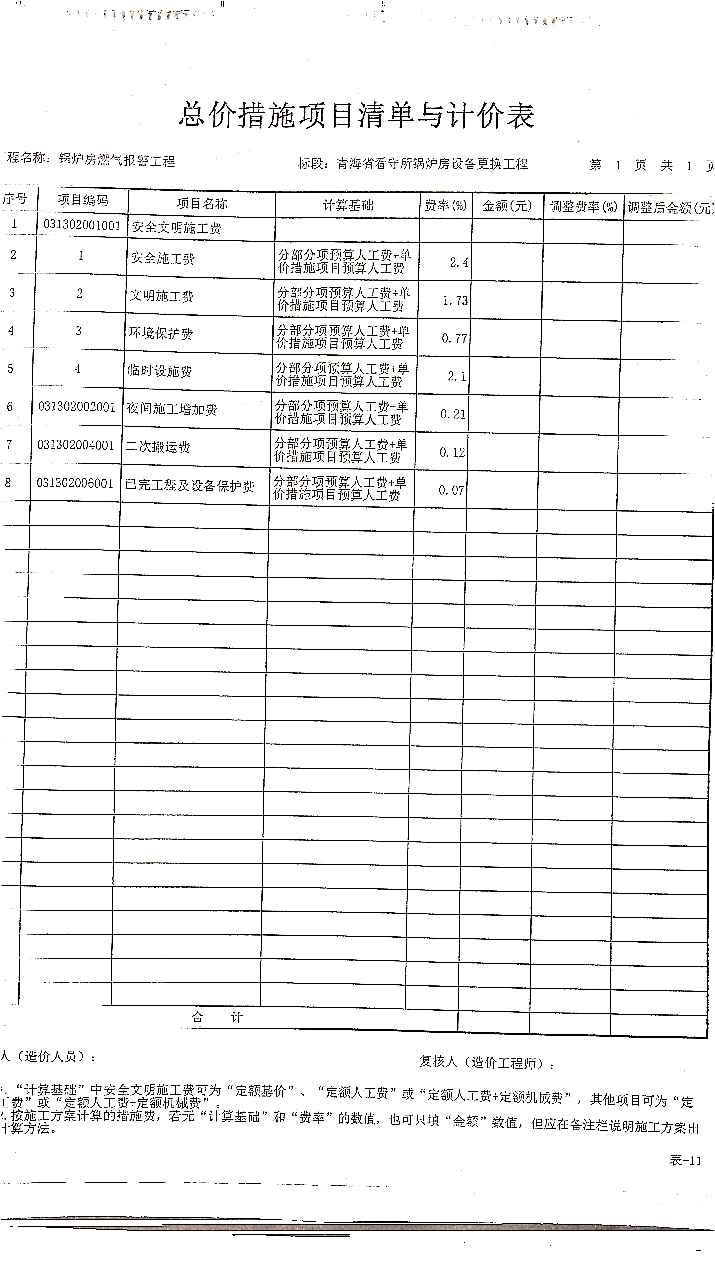 总价措施项目清单与计价表
程名称：锅炉房燃气报警工程 标段：青海省看守所锅炉房设备更换工程 第 1 页 共 1 页
序号 项目编码 项目名称 计算基础 费率(%) 金额(元) 调整费率(%) 调整后金额(元)
1 031302001001 安全文明施工费
2 1 安全施工费 分部分项预算人工费+单价措施项目预算人工费 2.4
3 2 文明施工费 分部分项预算人工费+单价措施项目预算人工费 1.73
4 3 环境保护费 分部分项预算人工费+单价措施项目预算人工费 0.77
5 4 临时设施费 分部分项预算人工费+单价措施项目预算人工费 2.1
6 031302002001 夜间施工增加费 分部分项预算人工费+单价措施项目预算人工费 0.21
7 031302004001 二次搬运费 分部分项预算人工费+单价措施项目预算人工费 0.12
8 031302006001 已完工程及设备保护费 分部分项预算人工费+单价措施项目预算人工费 0.07
合 计
人（造价人员）： 复核人（造价工程师）：
“计算基础”中安全文明施工费可为“定额基价”、“定额人工费”或“定额人工费+定额机械费”，其他项目可为“定
工费”或“定额人工费+定额机械费”。
2.按施工方案计算的措施费，若无“计算基础”和“费率”的数值，也可只填“金额”数值，但应在备注栏说明施工方案出
计算方法。
表-11